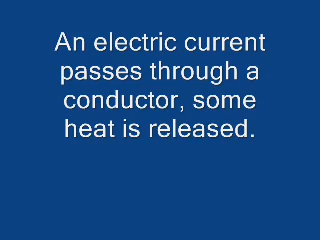 An electric current
passes through a
conductor, some
heat is released.